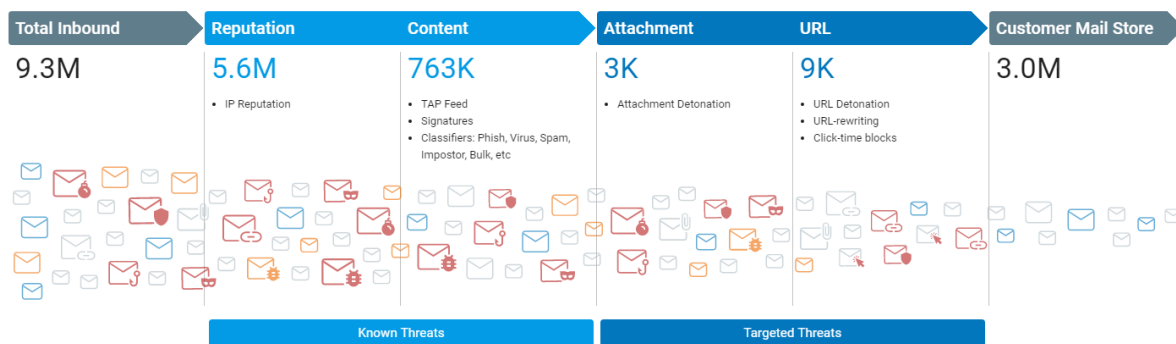 Total Inbound
Reputation
Content
Attachment
URL
Customer Mail Store
9.3M
5.6M
763K
3K
9K
3.0M
• IP Reputation
• TAP Feed
• Signatures
• Classifiers: Phish, Virus, Spam,
Impostor, Bulk, etc
• Attachment Detonation
• URL Detonation
• URL-rewriting
• Click-time blocks
Known Threats
Targeted Threats